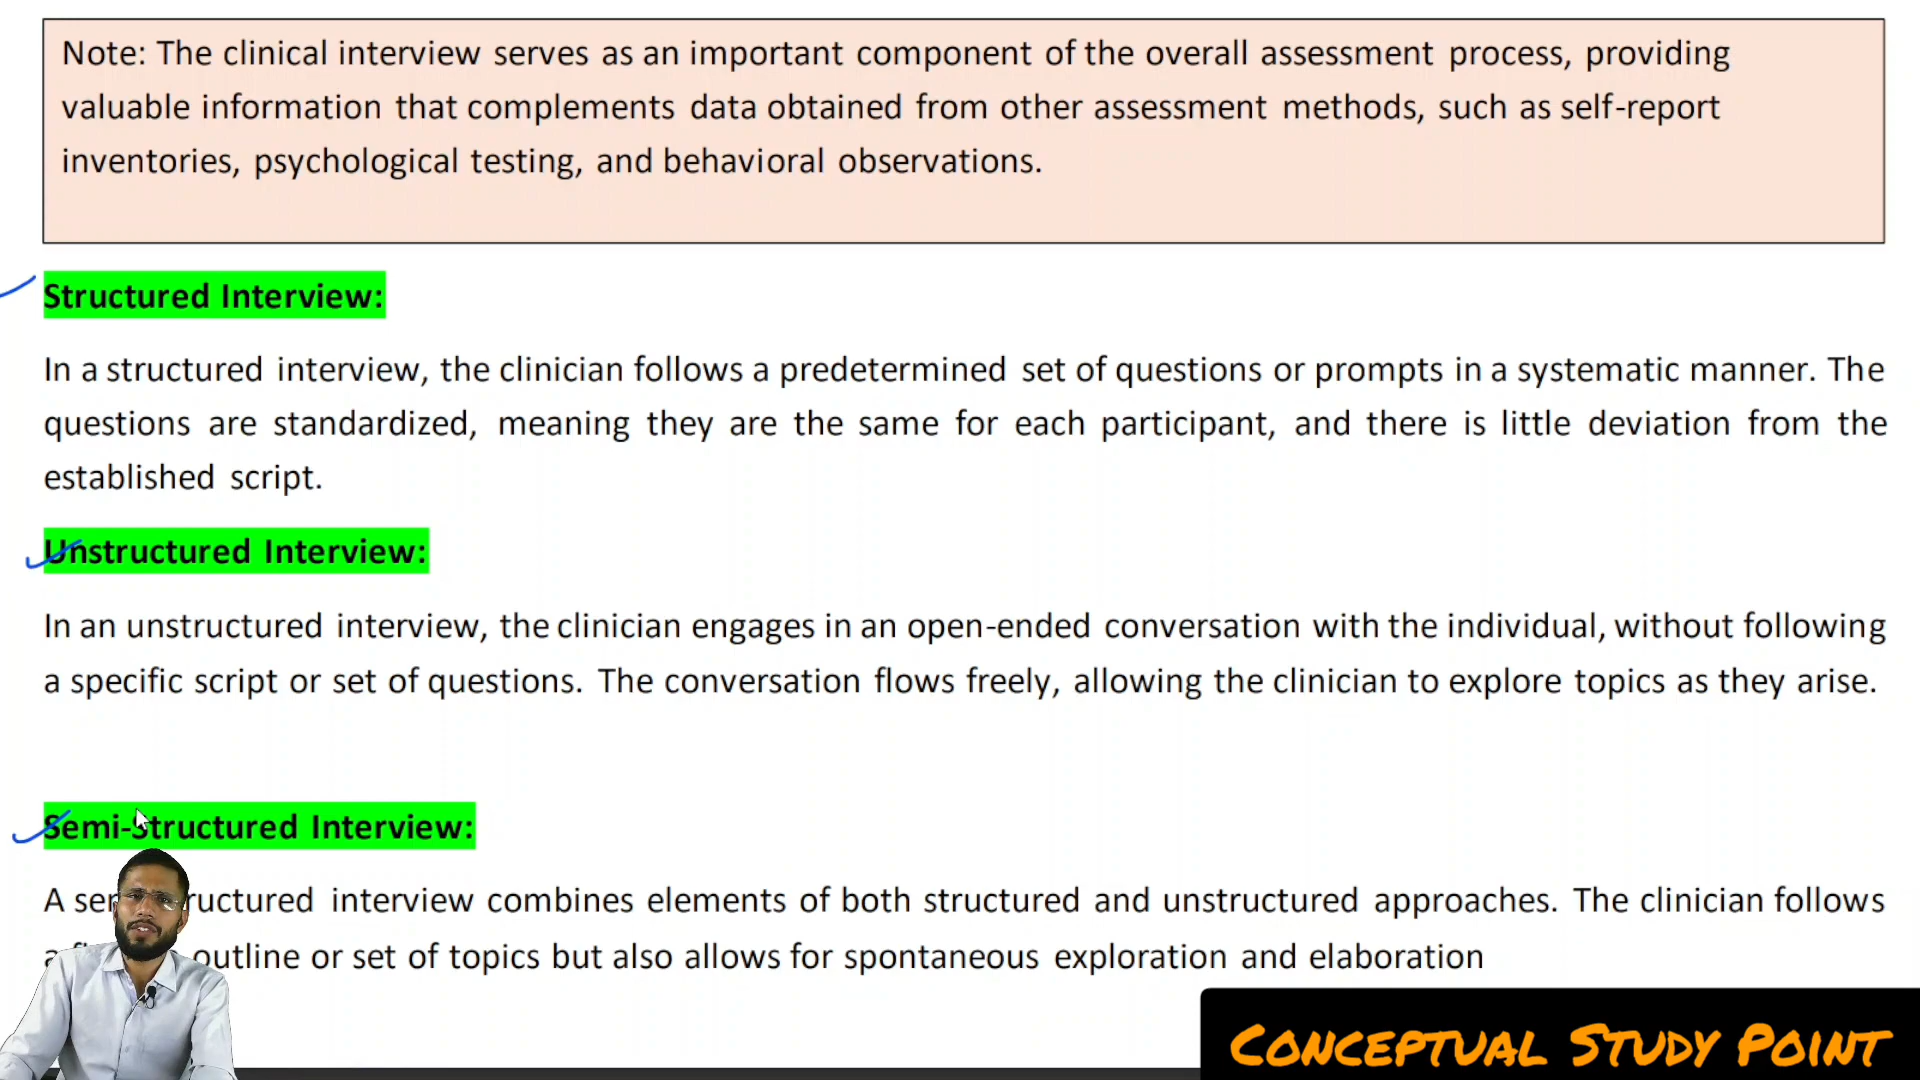 Note: The clinical interview serves as an important component of the overall assessment process, providing
valuable information that complements data obtained from other assessment methods, such as self-report
inventories, psychological testing, and behavioral observations.
Structured Interview:
In a structured interview, the clinician follows a predetermined set of questions or prompts in a systematic manner. The
questions are standardized, meaning they are the same for each participant, and there is little deviation from the
established script.
Unstructured Interview:
In an unstructured interview, the clinician engages in an open-ended conversation with the individual, without following
a specific script or set of questions. The conversation flows freely, allowing the clinician to explore topics as they arise.
Semi-Structured Interview:
A interview combines elements of both structured and unstructured approaches. The clinician follows
outline or set of topics but also allows for spontaneous exploration and elaboration
Conceptual Study Point